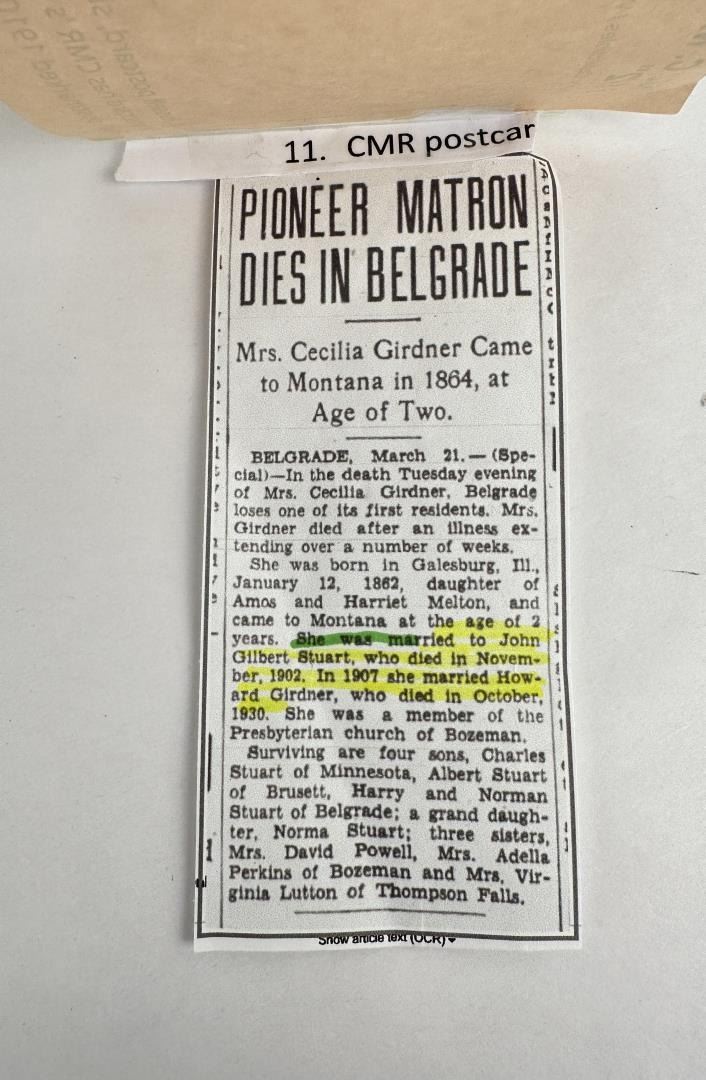 11. CMR postcar
PIONEER MATRON
DIES IN BELGRADE
Mrs. Cecilia Girdner Came
to Montana in 1864, at
Age of Two.
BELGRADE, March 21.— (Spe-
cial)—In the death Tuesday evening
of Mrs. Cecilia Girdner, Belgrade
loses one of its first residents. Mrs.
Girdner died after an illness ex-
tending over a number of weeks.
She was born in Galesburg, Ill.,
January 12, 1862, daughter of
Amos and Harriet Melton, and
came to Montana at the age of 2
years. She was married to John
Gilbert Stuart, who died in Novem-
ber, 1902. In 1907 she married How-
ard Girdner, who died in October,
1930. She was a member of the
Presbyterian church of Bozeman.
Surviving are four sons, Charles
Stuart of Minnesota, Albert Stuart
of Brusett, Harry and Norman
Stuart of Belgrade; a grand daugh-
ter, Norma Stuart; three sisters,
Mrs. David Powell, Mrs. Adella
Perkins of Bozeman and Mrs. Vir-
ginia Lutton of Thompson Falls.
Show article text (OCR)